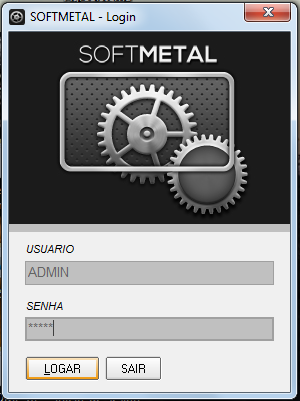 SOFTMETAL - Login
SOFTMETAL
USUARIO
ADMIN
SENHA
*****
LOGAR SAIR